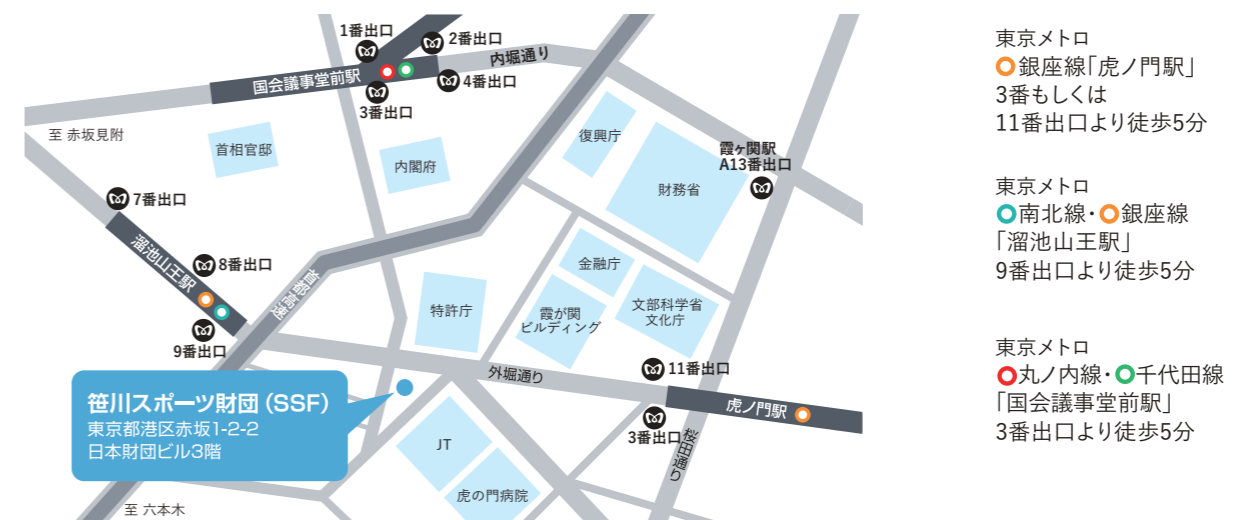 1番出口
2番出口
内堀通り
国会議事堂前駅
4番出口
3番出口
至 赤坂見附
首相官邸
内閣府
復興庁
霞ヶ関駅
A13番出口
財務省
7番出口
溜池山王駅
8番出口
首都高速
金融庁
特許庁
霞が関
ビルディング
文部科学省
文化庁
9番出口
外堀通り
11番出口
虎ノ門駅
3番出口
桜田通り
笹川スポーツ財団（SSF）
東京都港区赤坂1-2-2
日本財団ビル3階
JT
虎の門病院
至 六本木
東京メトロ
銀座線「虎ノ門駅」
3番もしくは
11番出口より徒歩5分
東京メトロ
南北線・銀座線
「溜池山王駅」
9番出口より徒歩5分
東京メトロ
丸ノ内線・千代田線
「国会議事堂前駅」
3番出口より徒歩5分